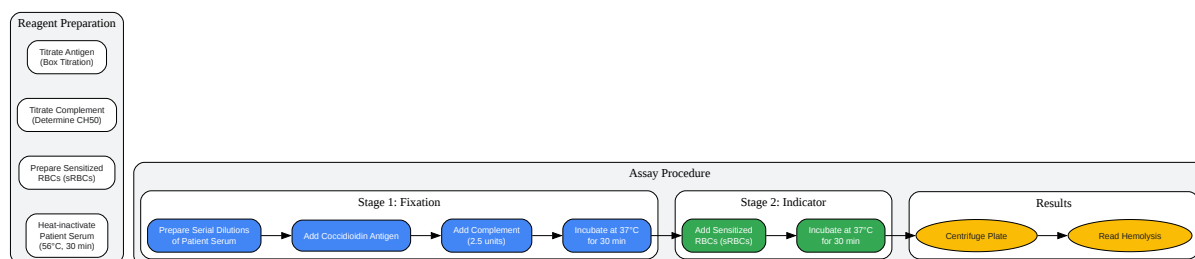 Reagent Preparation
Titrate Antigen
(Box Titration)
Titrate Complement
(Determine CH50)
Prepare Sensitized
RBCs (sRBCs)
Heat-inactivate
Patient Serum
(56°C, 30 min)
Assay Procedure
Stage 1: Fixation
Prepare Serial Dilutions
of Patient Serum
Add Coccidioidin Antigen
Add Complement
(2.5 units)
Incubate at 37°C
for 30 min
Stage 2: Indicator
Add Sensitized
RBCs (sRBCs)
Incubate at 37°C
for 30 min
Results
Centrifuge Plate
Read Hemolysis